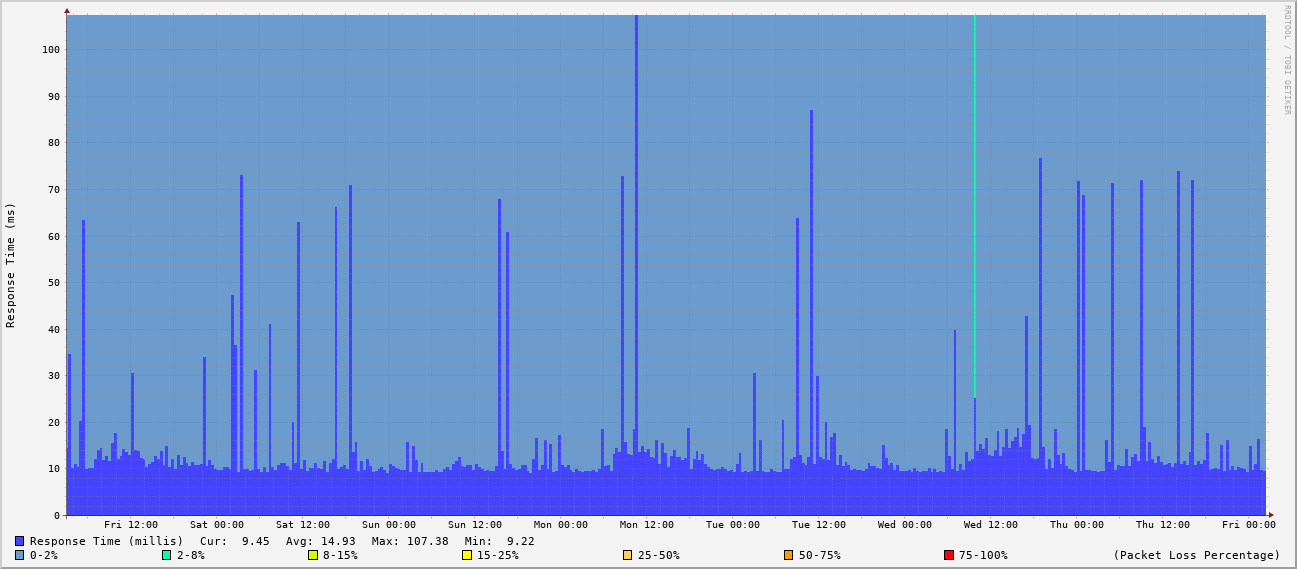 RRDTOOL / TOBI OETIKER
Response Time (ms)
100
90
80
70
60
50
40
30
20
10
0
Fri 12:00 Sat 00:00 Sat 12:00 Sun 00:00 Sun 12:00 Mon 00:00 Mon 12:00 Tue 00:00 Tue 12:00 Wed 00:00 Wed 12:00 Thu 00:00 Thu 12:00 Fri 00:00
Response Time (millis) Cur: 9.45 Avg: 14.93 Max: 107.38 Min: 9.22
0-2% 2-8% 8-15% 15-25% 25-50% 50-75% 75-100% (Packet Loss Percentage)